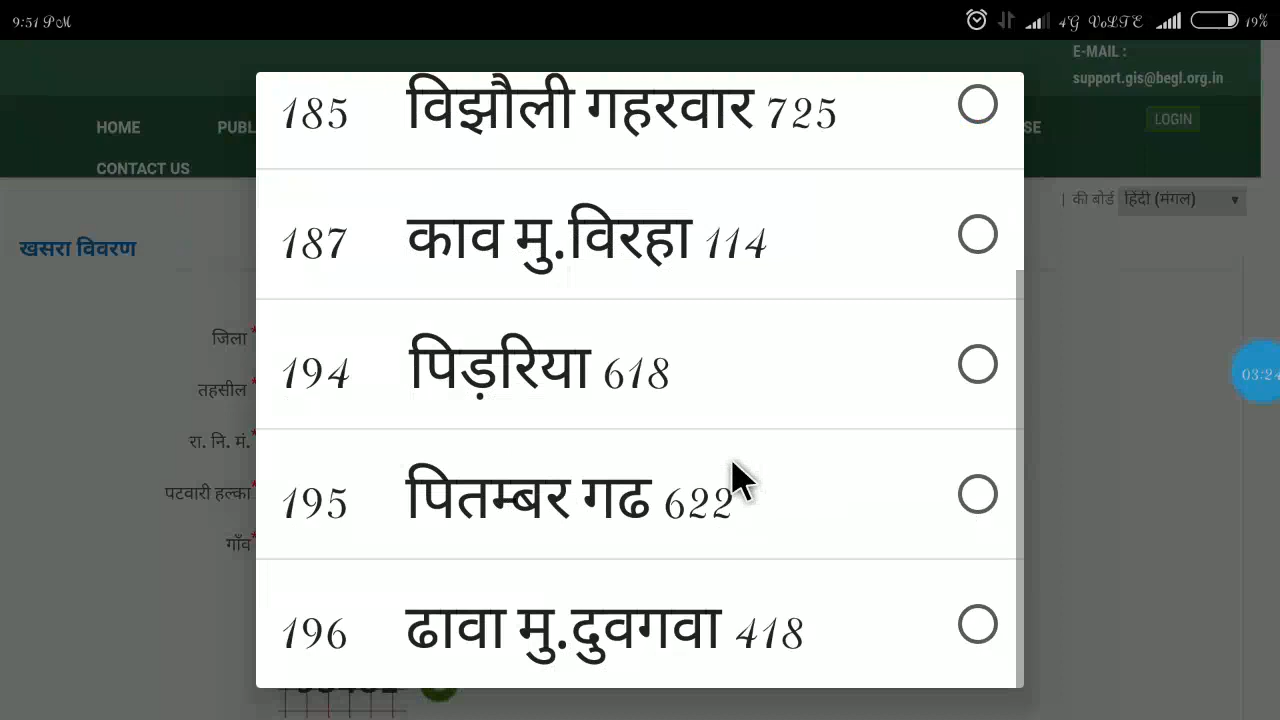 9:51 PM
4G VoLTE
19%
E-MAIL :
support.gis@begl.org.in
HOME
PUBL
SE
LOGIN
CONTACT US
| की बोर्ड हिंदी (मंगल)
खसरा विवरण
जिला *
तहसील *
रा. नि. मं.*
पटवारी हल्का*
गाँव*
185 विझौली गहरवार 725
187 काव मु.विरहा 114
194 पिड़रिया 618
195 पितम्बर गढ 622
196 ढावा मु.दुवगवा 418
03:24